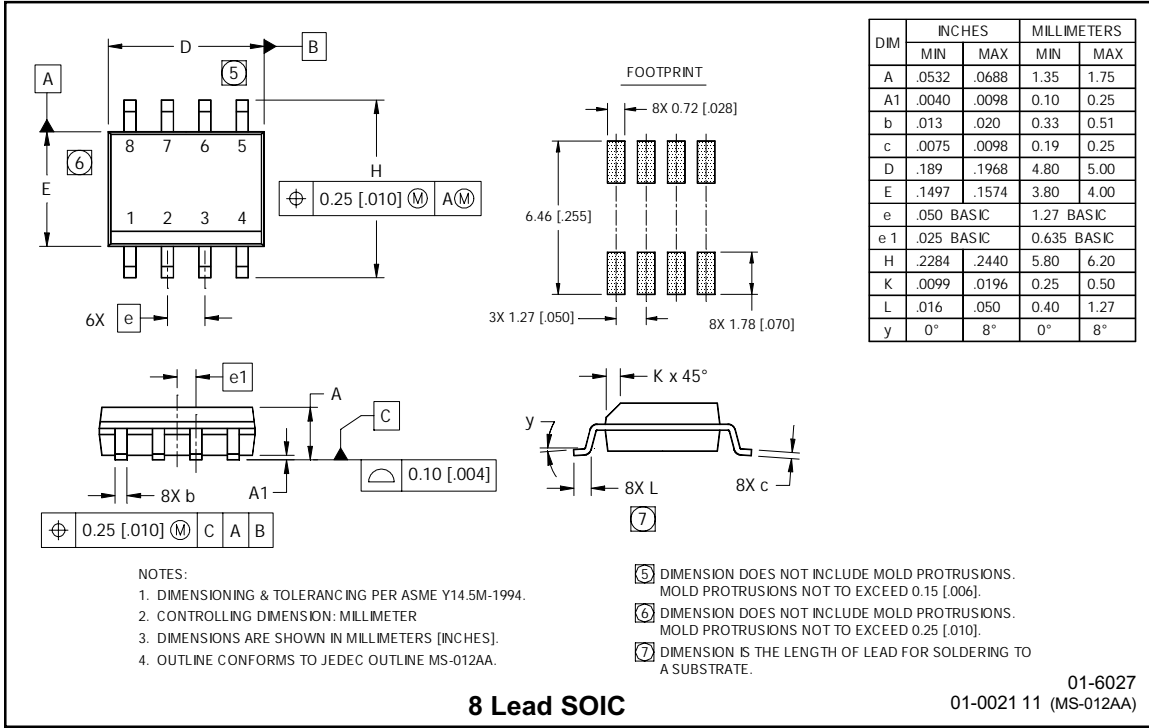 D
B
5
A
8 7 6 5
6
E
H
⌖ 0.25 [.010] Ⓜ AⓂ
1 2 3 4
6X e
FOOTPRINT
8X 0.72 [.028]
6.46 [.255]
3X 1.27 [.050]
8X 1.78 [.070]
DIM INCHES MILLIMETERS
MIN MAX MIN MAX
A .0532 .0688 1.35 1.75
A1 .0040 .0098 0.10 0.25
b .013 .020 0.33 0.51
c .0075 .0098 0.19 0.25
D .189 .1968 4.80 5.00
E .1497 .1574 3.80 4.00
e .050 BASIC 1.27 BASIC
e 1 .025 BASIC 0.635 BASIC
H .2284 .2440 5.80 6.20
K .0099 .0196 0.25 0.50
L .016 .050 0.40 1.27
y 0° 8° 0° 8°
e1
A
C
⌓ 0.10 [.004]
8X b
A1
⌖ 0.25 [.010] Ⓜ C A B
K x 45°
y
8X L
8X c
7
NOTES:
1. DIMENSIONING & TOLERANCING PER ASME Y14.5M-1994.
2. CONTROLLING DIMENSION: MILLIMETER
3. DIMENSIONS ARE SHOWN IN MILLIMETERS [INCHES].
4. OUTLINE CONFORMS TO JEDEC OUTLINE MS-012AA.
5 DIMENSION DOES NOT INCLUDE MOLD PROTRUSIONS.
MOLD PROTRUSIONS NOT TO EXCEED 0.15 [.006].
6 DIMENSION DOES NOT INCLUDE MOLD PROTRUSIONS.
MOLD PROTRUSIONS NOT TO EXCEED 0.25 [.010].
7 DIMENSION IS THE LENGTH OF LEAD FOR SOLDERING TO
A SUBSTRATE.
8 Lead SOIC
01-6027
01-0021 11 (MS-012AA)